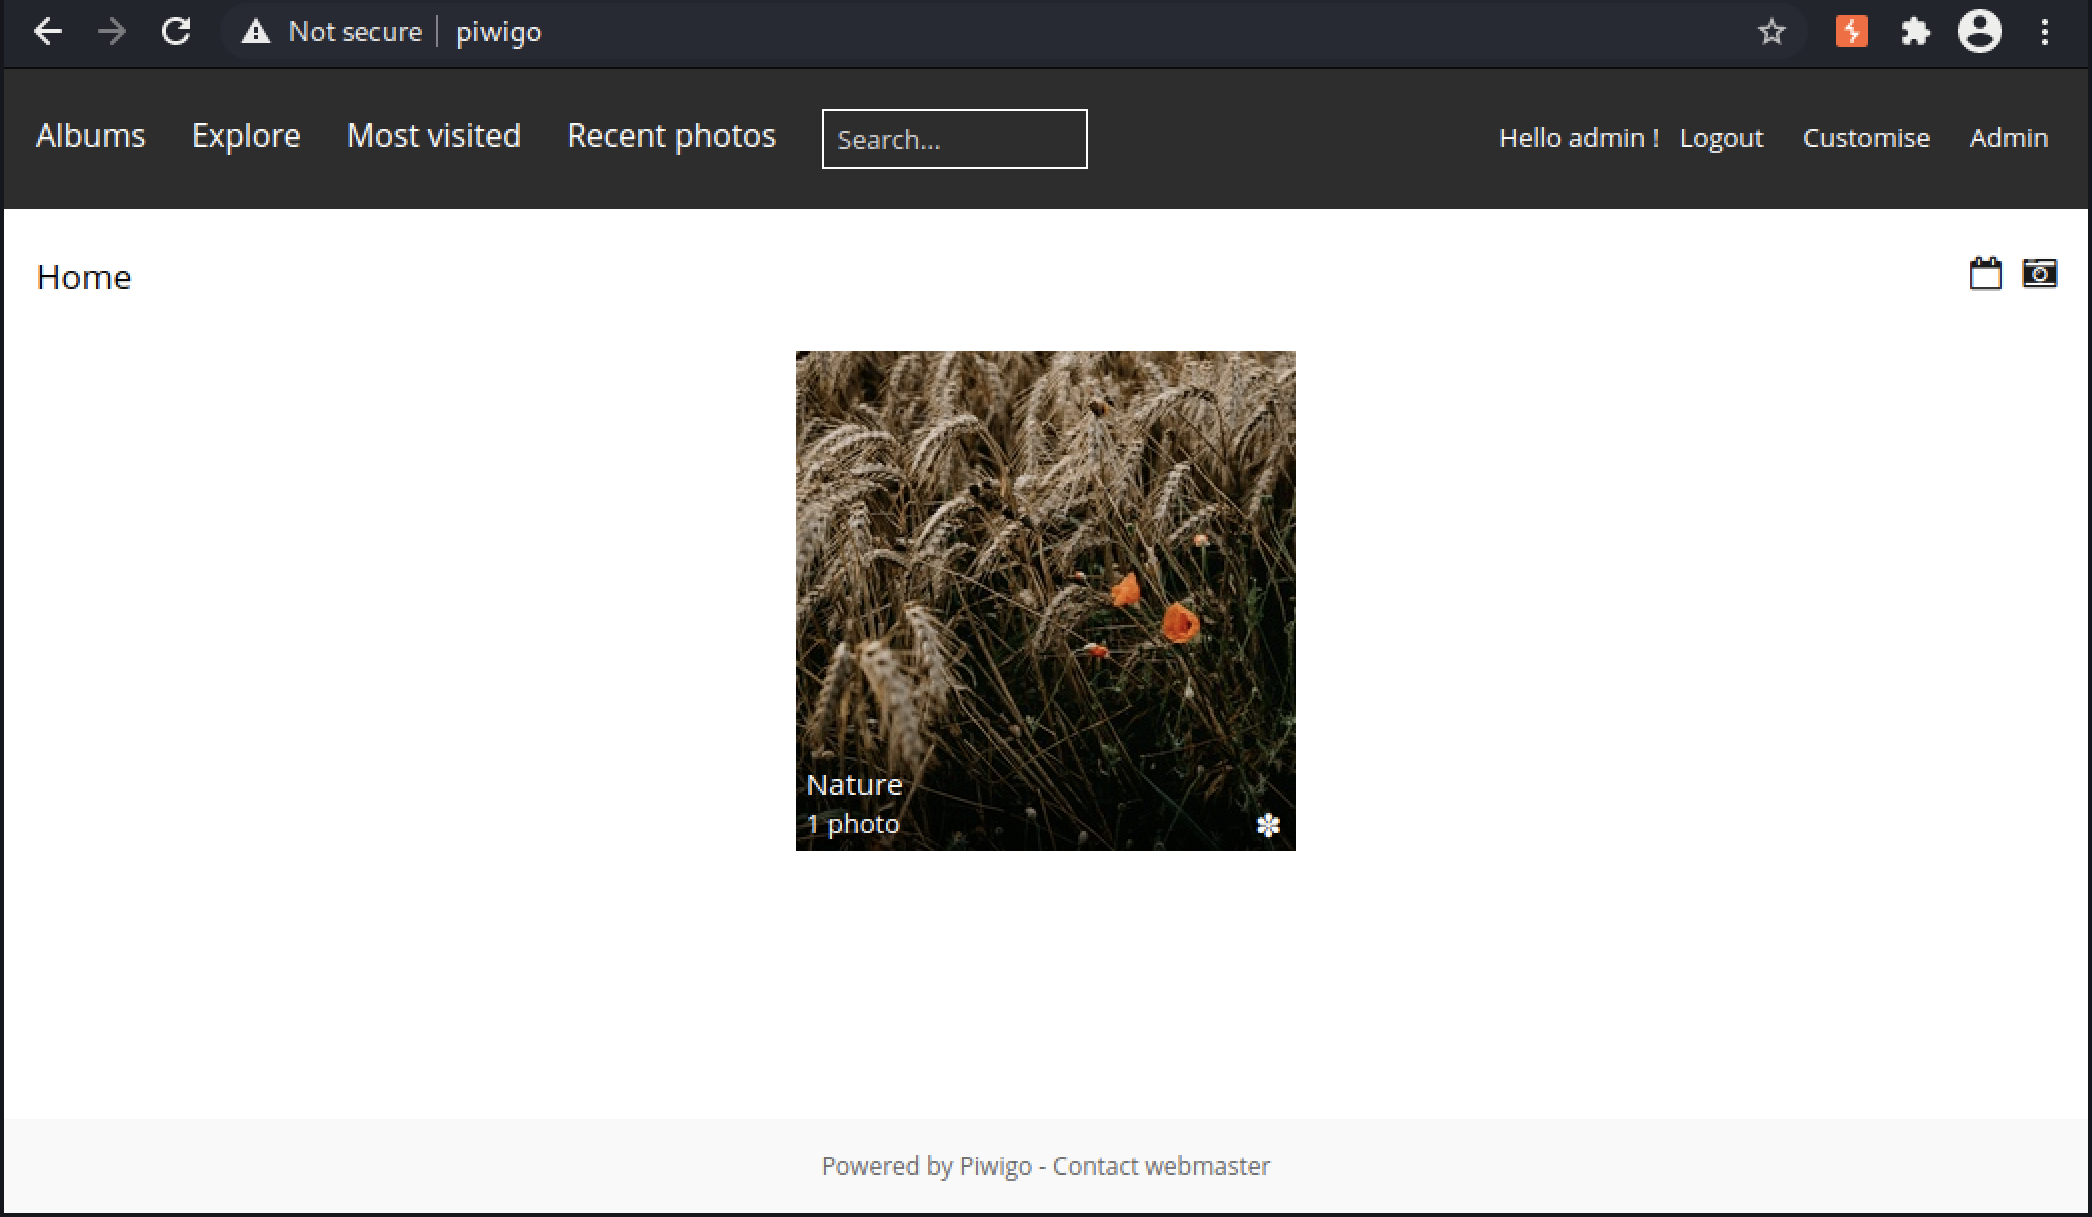 Not secure piwigo
Albums Explore Most visited Recent photos Search... Hello admin ! Logout Customise Admin
Home
Nature
1 photo
Powered by Piwigo - Contact webmaster